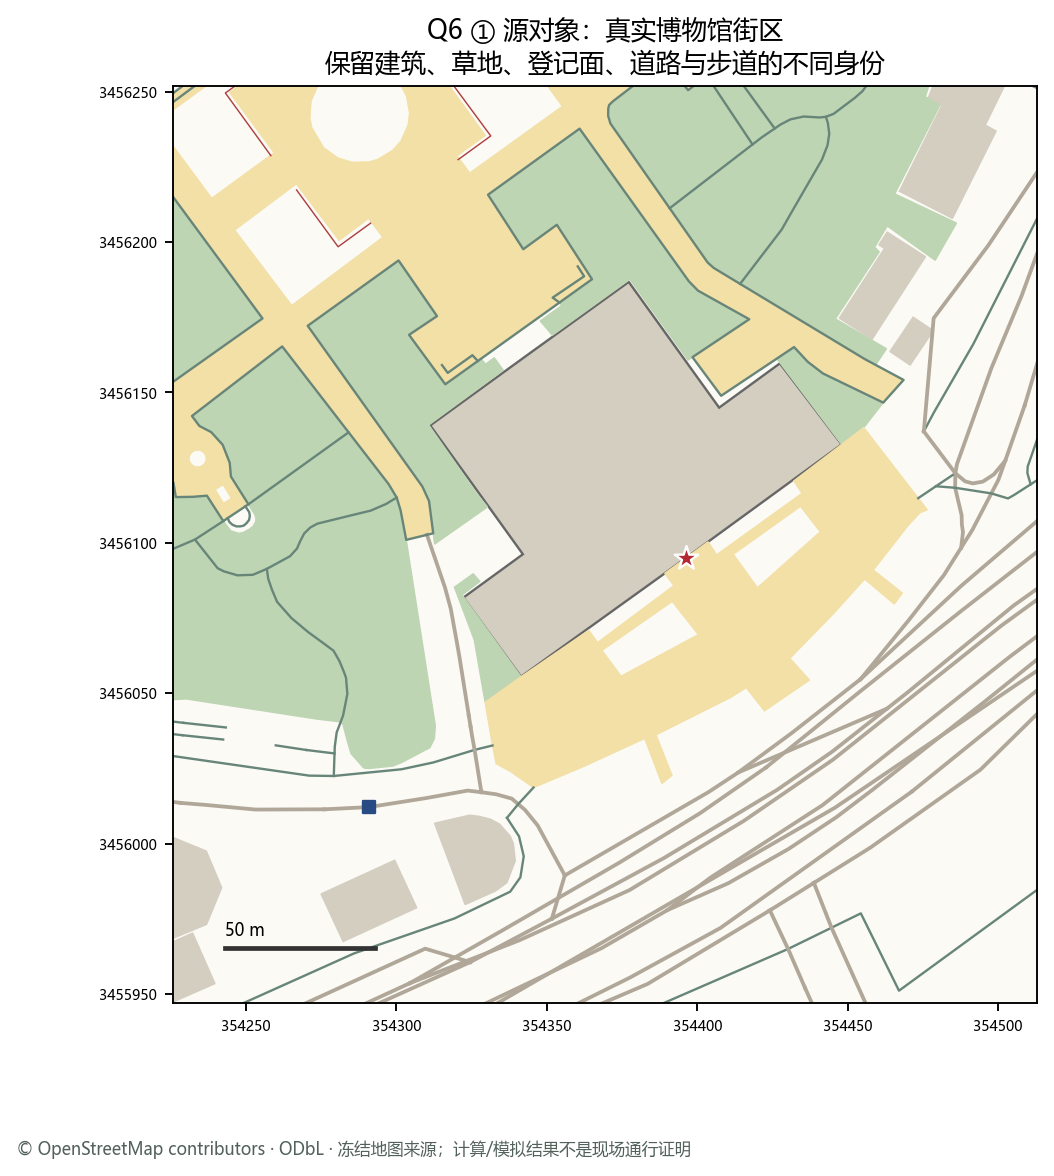 Q6 ① 源对象：真实博物馆街区
保留建筑、草地、登记面、道路与步道的不同身份
3456250
3456200
3456150
3456100
3456050
3456000
3455950
50 m
354250 354300 354350 354400 354450 354500
© OpenStreetMap contributors · ODbL · 冻结地图来源；计算/模拟结果不是现场通行证明